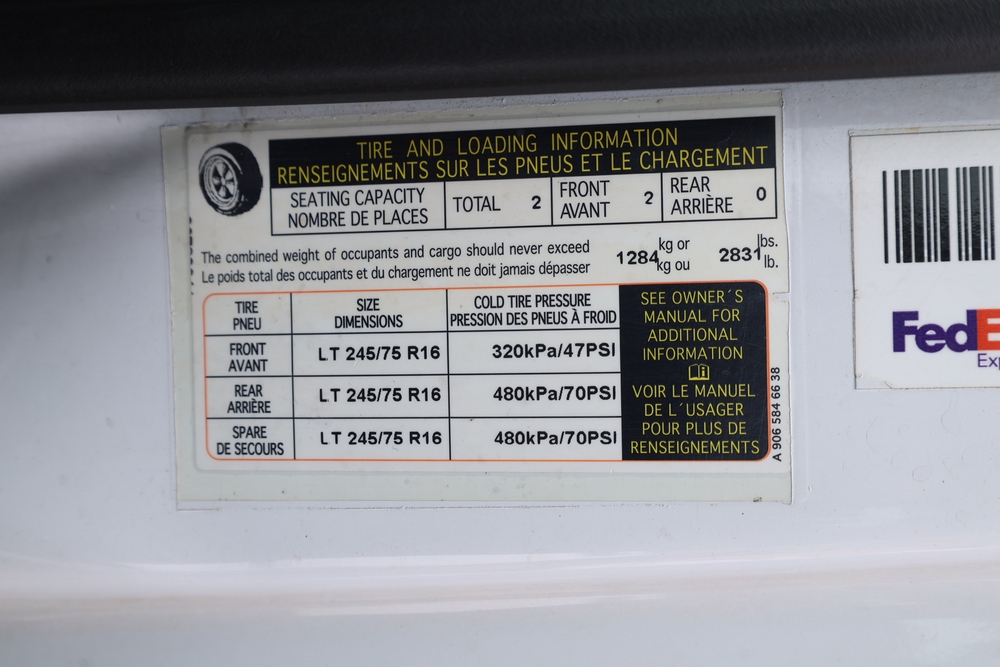 TIRE AND LOADING INFORMATION
RENSEIGNEMENTS SUR LES PNEUS ET LE CHARGEMENT
SEATING CAPACITY
NOMBRE DE PLACES
TOTAL 2
FRONT
AVANT 2
REAR
ARRIÈRE 0
The combined weight of occupants and cargo should never exceed
Le poids total des occupants et du chargement ne doit jamais dépasser
1284 kg or
kg ou
2831 lbs.
lb.
TIRE
PNEU
SIZE
DIMENSIONS
COLD TIRE PRESSURE
PRESSION DES PNEUS À FROID
FRONT
AVANT
LT 245/75 R16
320kPa/47PSI
REAR
ARRIÈRE
LT 245/75 R16
480kPa/70PSI
SPARE
DE SECOURS
LT 245/75 R16
480kPa/70PSI
SEE OWNER´S
MANUAL FOR
ADDITIONAL
INFORMATION
VOIR LE MANUEL
DE L´USAGER
POUR PLUS DE
RENSEIGNEMENTS
A 906 584 66 38
FedE
Exp